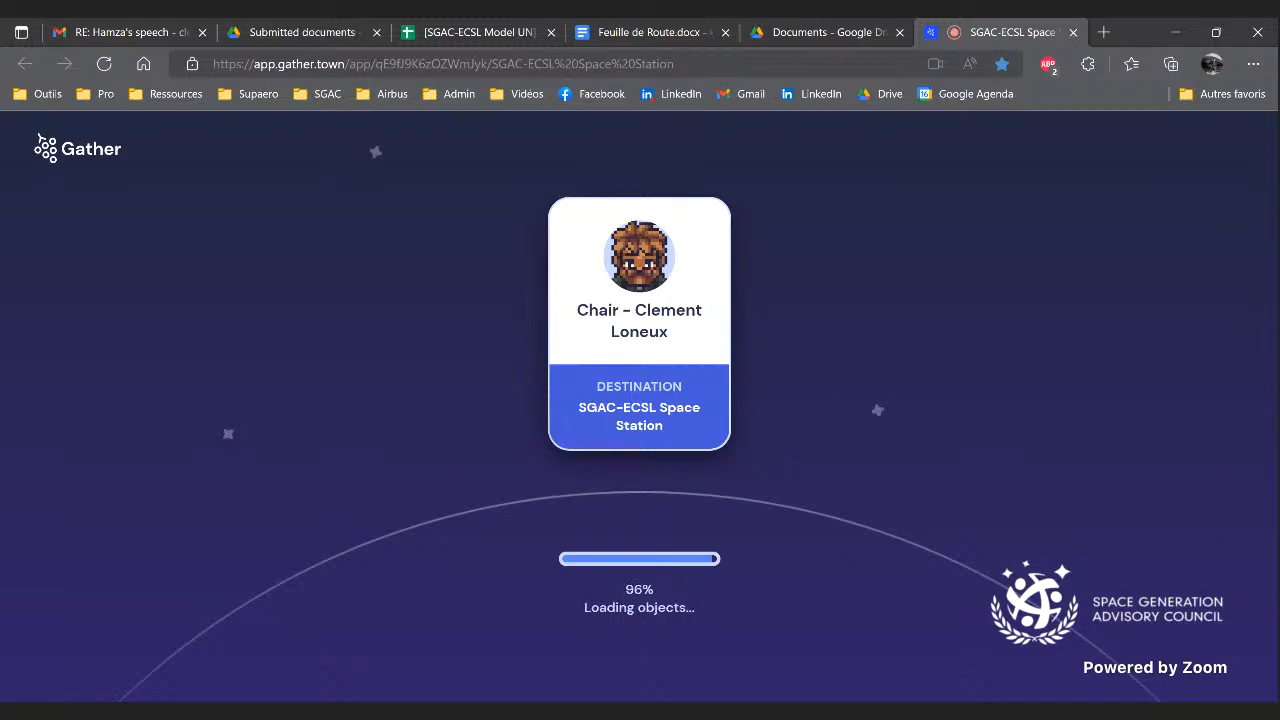 RE: Hamza's speech - cl
Submitted documents -
[SGAC-ECSL Model UN]
Feuille de Route.docx -
Documents - Google Dr
SGAC-ECSL Space
https://app.gather.town/app/qE9fJ9K6zOZWmJyk/SGAC-ECSL%20Space%20Station
ABP
2
Outils
Pro
Ressources
Supaero
SGAC
Airbus
Admin
Vidéos
Facebook
LinkedIn
Gmail
LinkedIn
Drive
16
Google Agenda
Autres favoris
Gather
Chair - Clement
Loneux
DESTINATION
SGAC-ECSL Space
Station
96%
Loading objects...
SPACE GENERATION
ADVISORY COUNCIL
Powered by Zoom